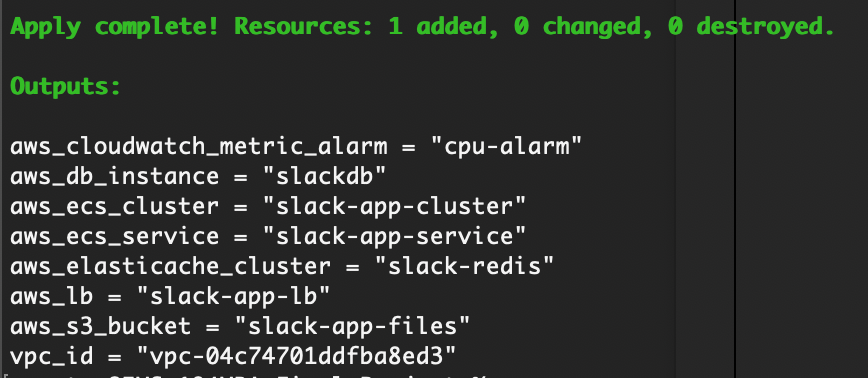 Apply complete! Resources: 1 added, 0 changed, 0 destroyed.
Outputs:
aws_cloudwatch_metric_alarm = "cpu-alarm"
aws_db_instance = "slackdb"
aws_ecs_cluster = "slack-app-cluster"
aws_ecs_service = "slack-app-service"
aws_elasticache_cluster = "slack-redis"
aws_lb = "slack-app-lb"
aws_s3_bucket = "slack-app-files"
vpc_id = "vpc-04c74701ddfba8ed3"